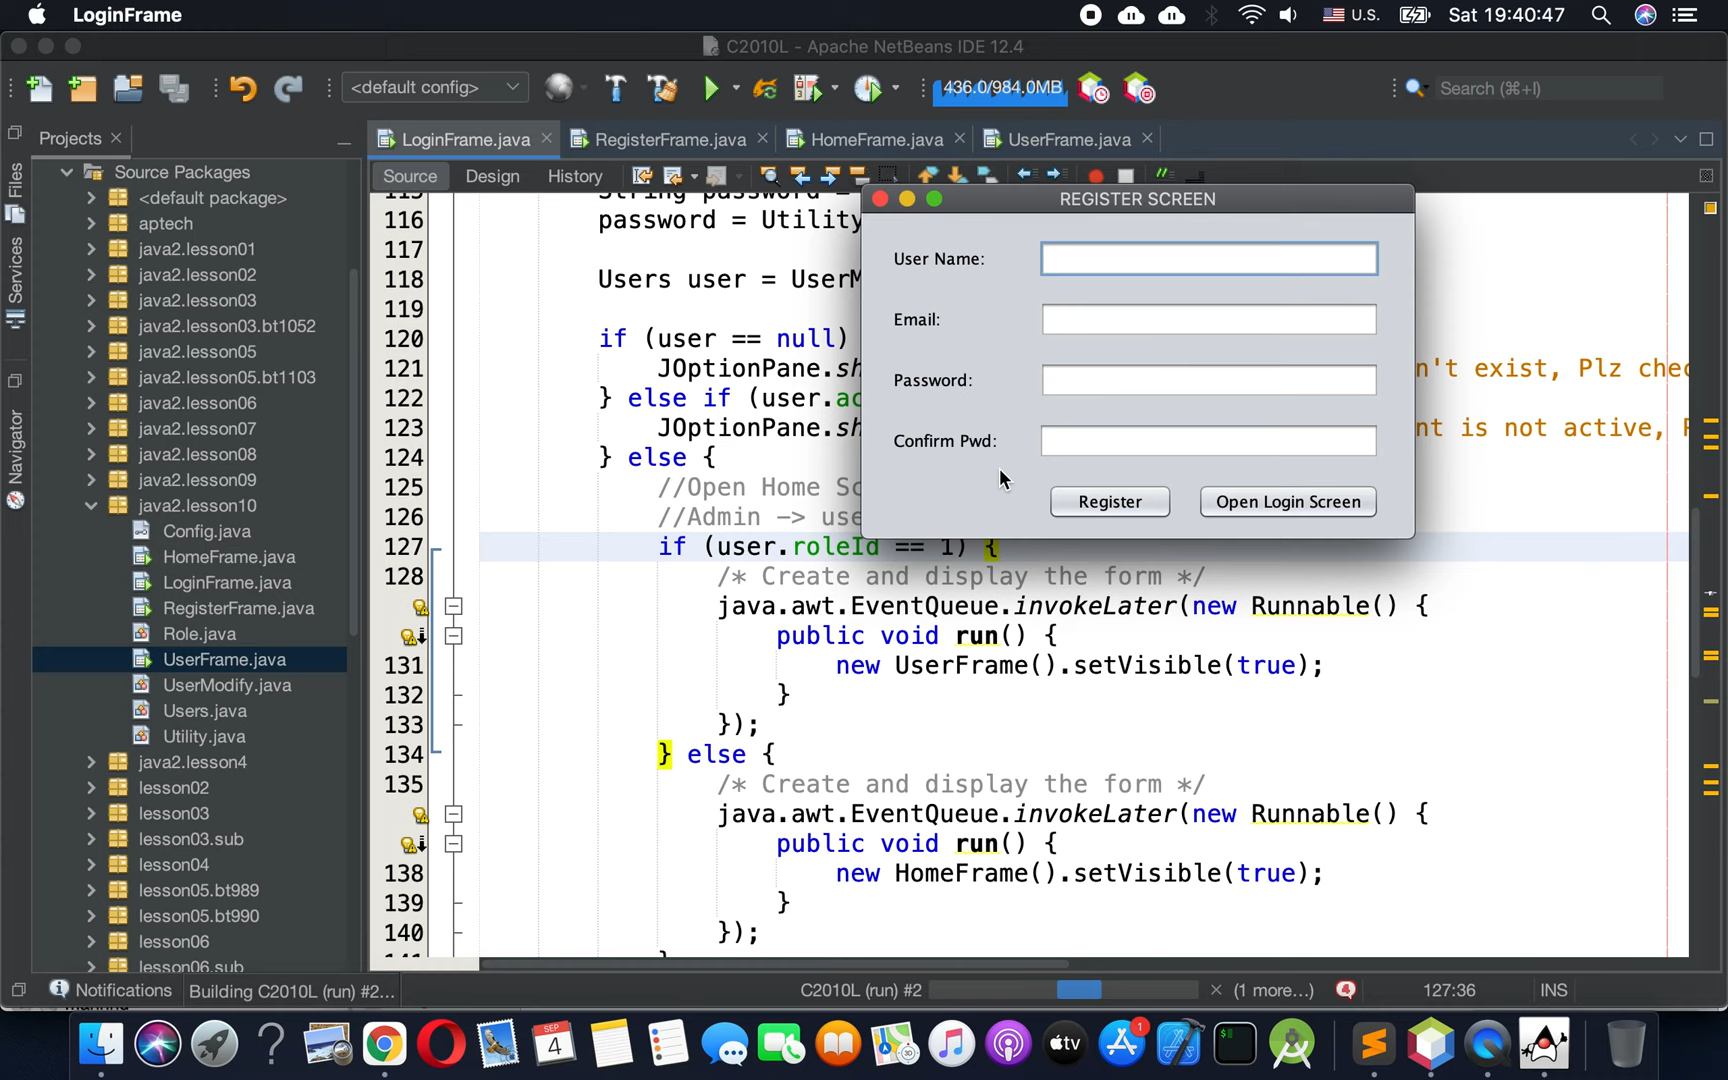 LoginFrame
U.S.
Sat 19:40:47
C2010L - Apache NetBeans IDE 12.4
<default config>
436.0/984.0MB
Search (⌘+I)
Projects
LoginFrame.java
RegisterFrame.java
HomeFrame.java
UserFrame.java
Source
Design
History
Files
Services
Navigator
Source Packages
<default package>
aptech
java2.lesson01
java2.lesson02
java2.lesson03
java2.lesson03.bt1052
java2.lesson05
java2.lesson05.bt1103
java2.lesson06
java2.lesson07
java2.lesson08
java2.lesson09
java2.lesson10
Config.java
HomeFrame.java
LoginFrame.java
RegisterFrame.java
Role.java
UserFrame.java
UserModify.java
Users.java
Utility.java
java2.lesson4
lesson02
lesson03
lesson03.sub
lesson04
lesson05.bt989
lesson05.bt990
lesson06
lesson06.sub
115 String password =
116 password = Utility
117
118 Users user = UserM
119
120 if (user == null)
121 JOptionPane.sh n't exist, Plz chec
122 } else if (user.ac
123 JOptionPane.sh nt is not active, P
124 } else {
125 //Open Home Sc
126 //Admin -> use
127 if (user.roleId == 1) {
128 /* Create and display the form */
java.awt.EventQueue.invokeLater(new Runnable() {
public void run() {
131 new UserFrame().setVisible(true);
132 }
133 });
134 } else {
135 /* Create and display the form */
java.awt.EventQueue.invokeLater(new Runnable() {
public void run() {
138 new HomeFrame().setVisible(true);
139 }
140 });
REGISTER SCREEN
User Name:
Email:
Password:
Confirm Pwd:
Register
Open Login Screen
Notifications
Building C2010L (run) #2...
C2010L (run) #2
(1 more...)
4
127:36
INS
SEP
4
tv
1
$